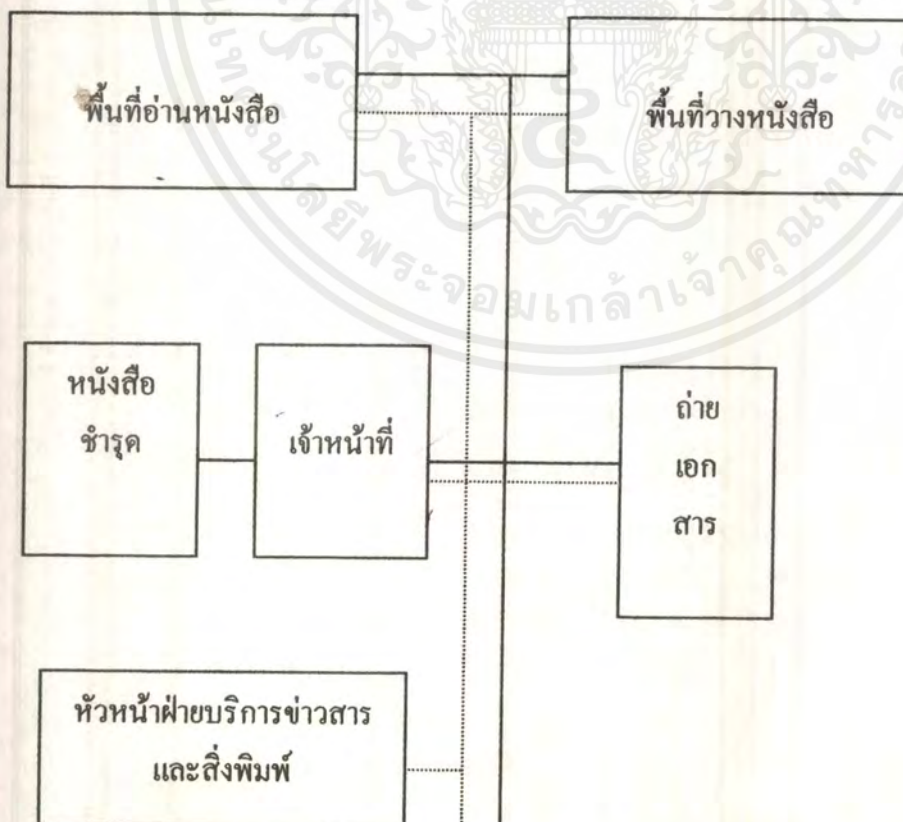 พื้นที่อ่านหนังสือ
พื้นที่วางหนังสือ
หนังสือ
ชำรุด
เจ้าหน้าที่
ถ่าย
เอก
สาร
หัวหน้าฝ่ายบริการข่าวสาร
และสิ่งพิมพ์